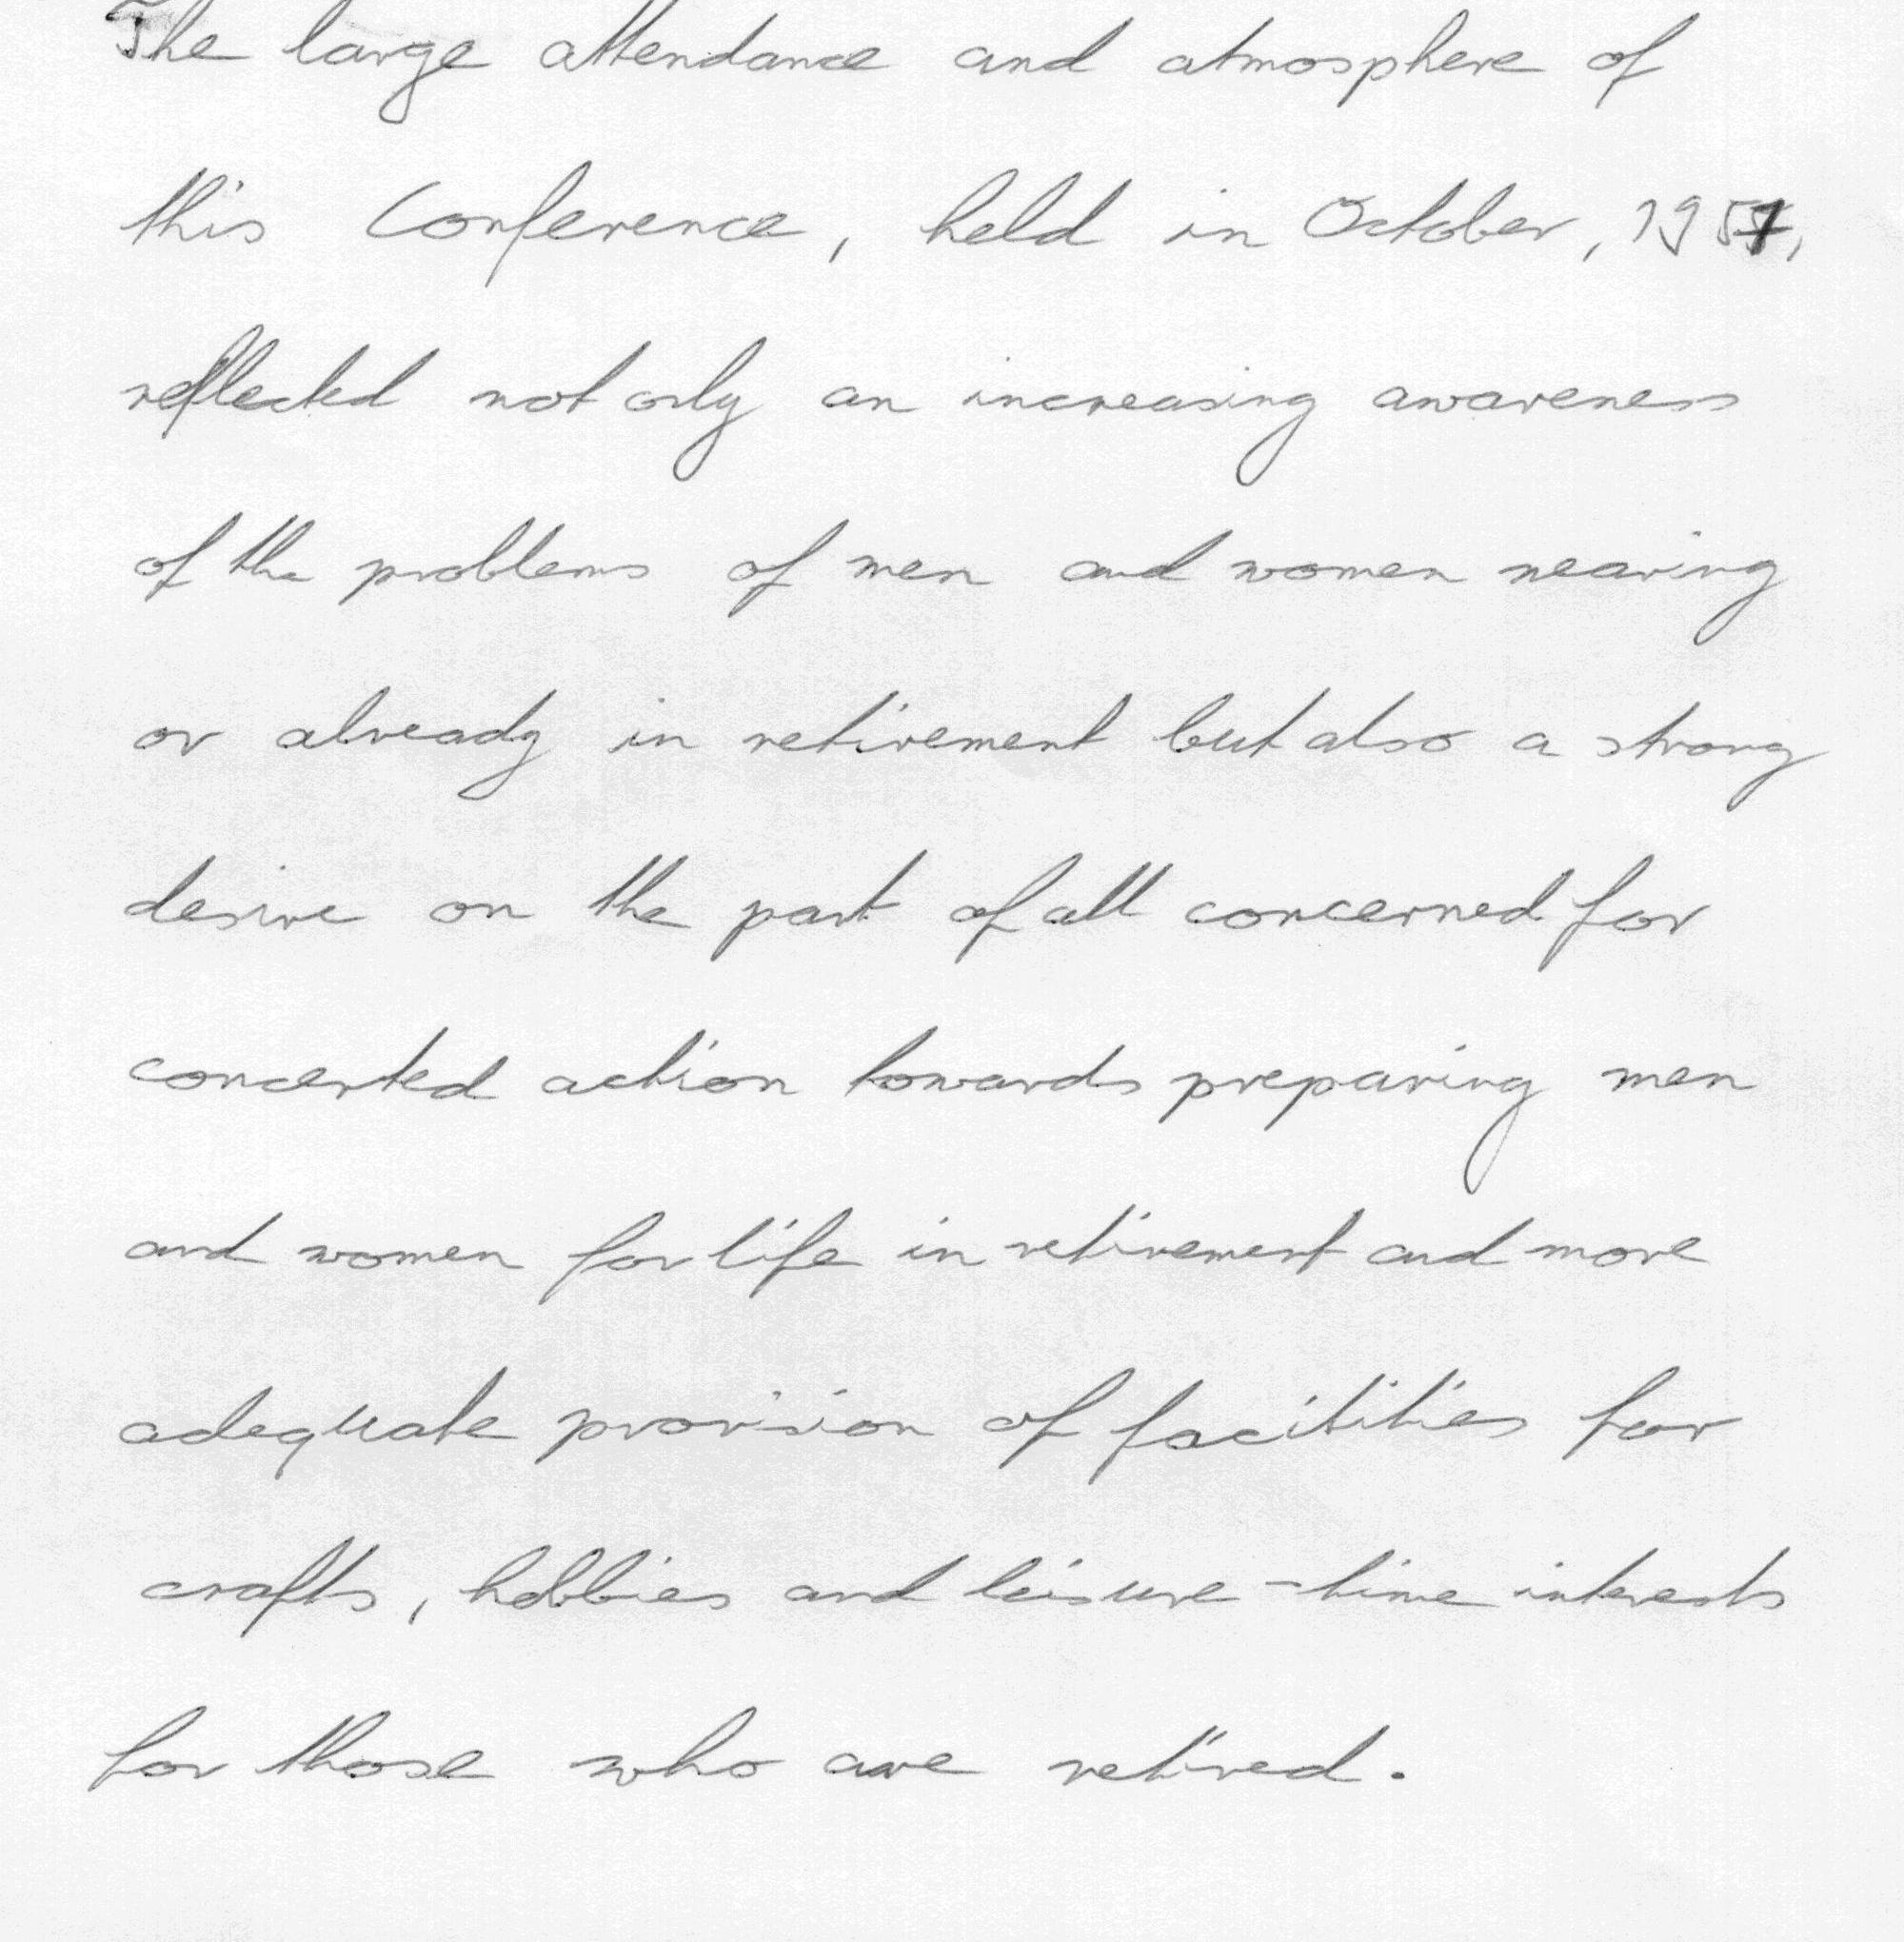 The large attendance and atmosphere of
this Conference, held in October, 1957,
reflected not only an increasing awareness
of the problems of men and women nearing
or already in retirement but also a strong
desire on the part of all concerned for
concerted action towards preparing men
and women for life in retirement and more
adequate provision of facilities for
crafts, hobbies and leisure-time interests
for those who are retired.